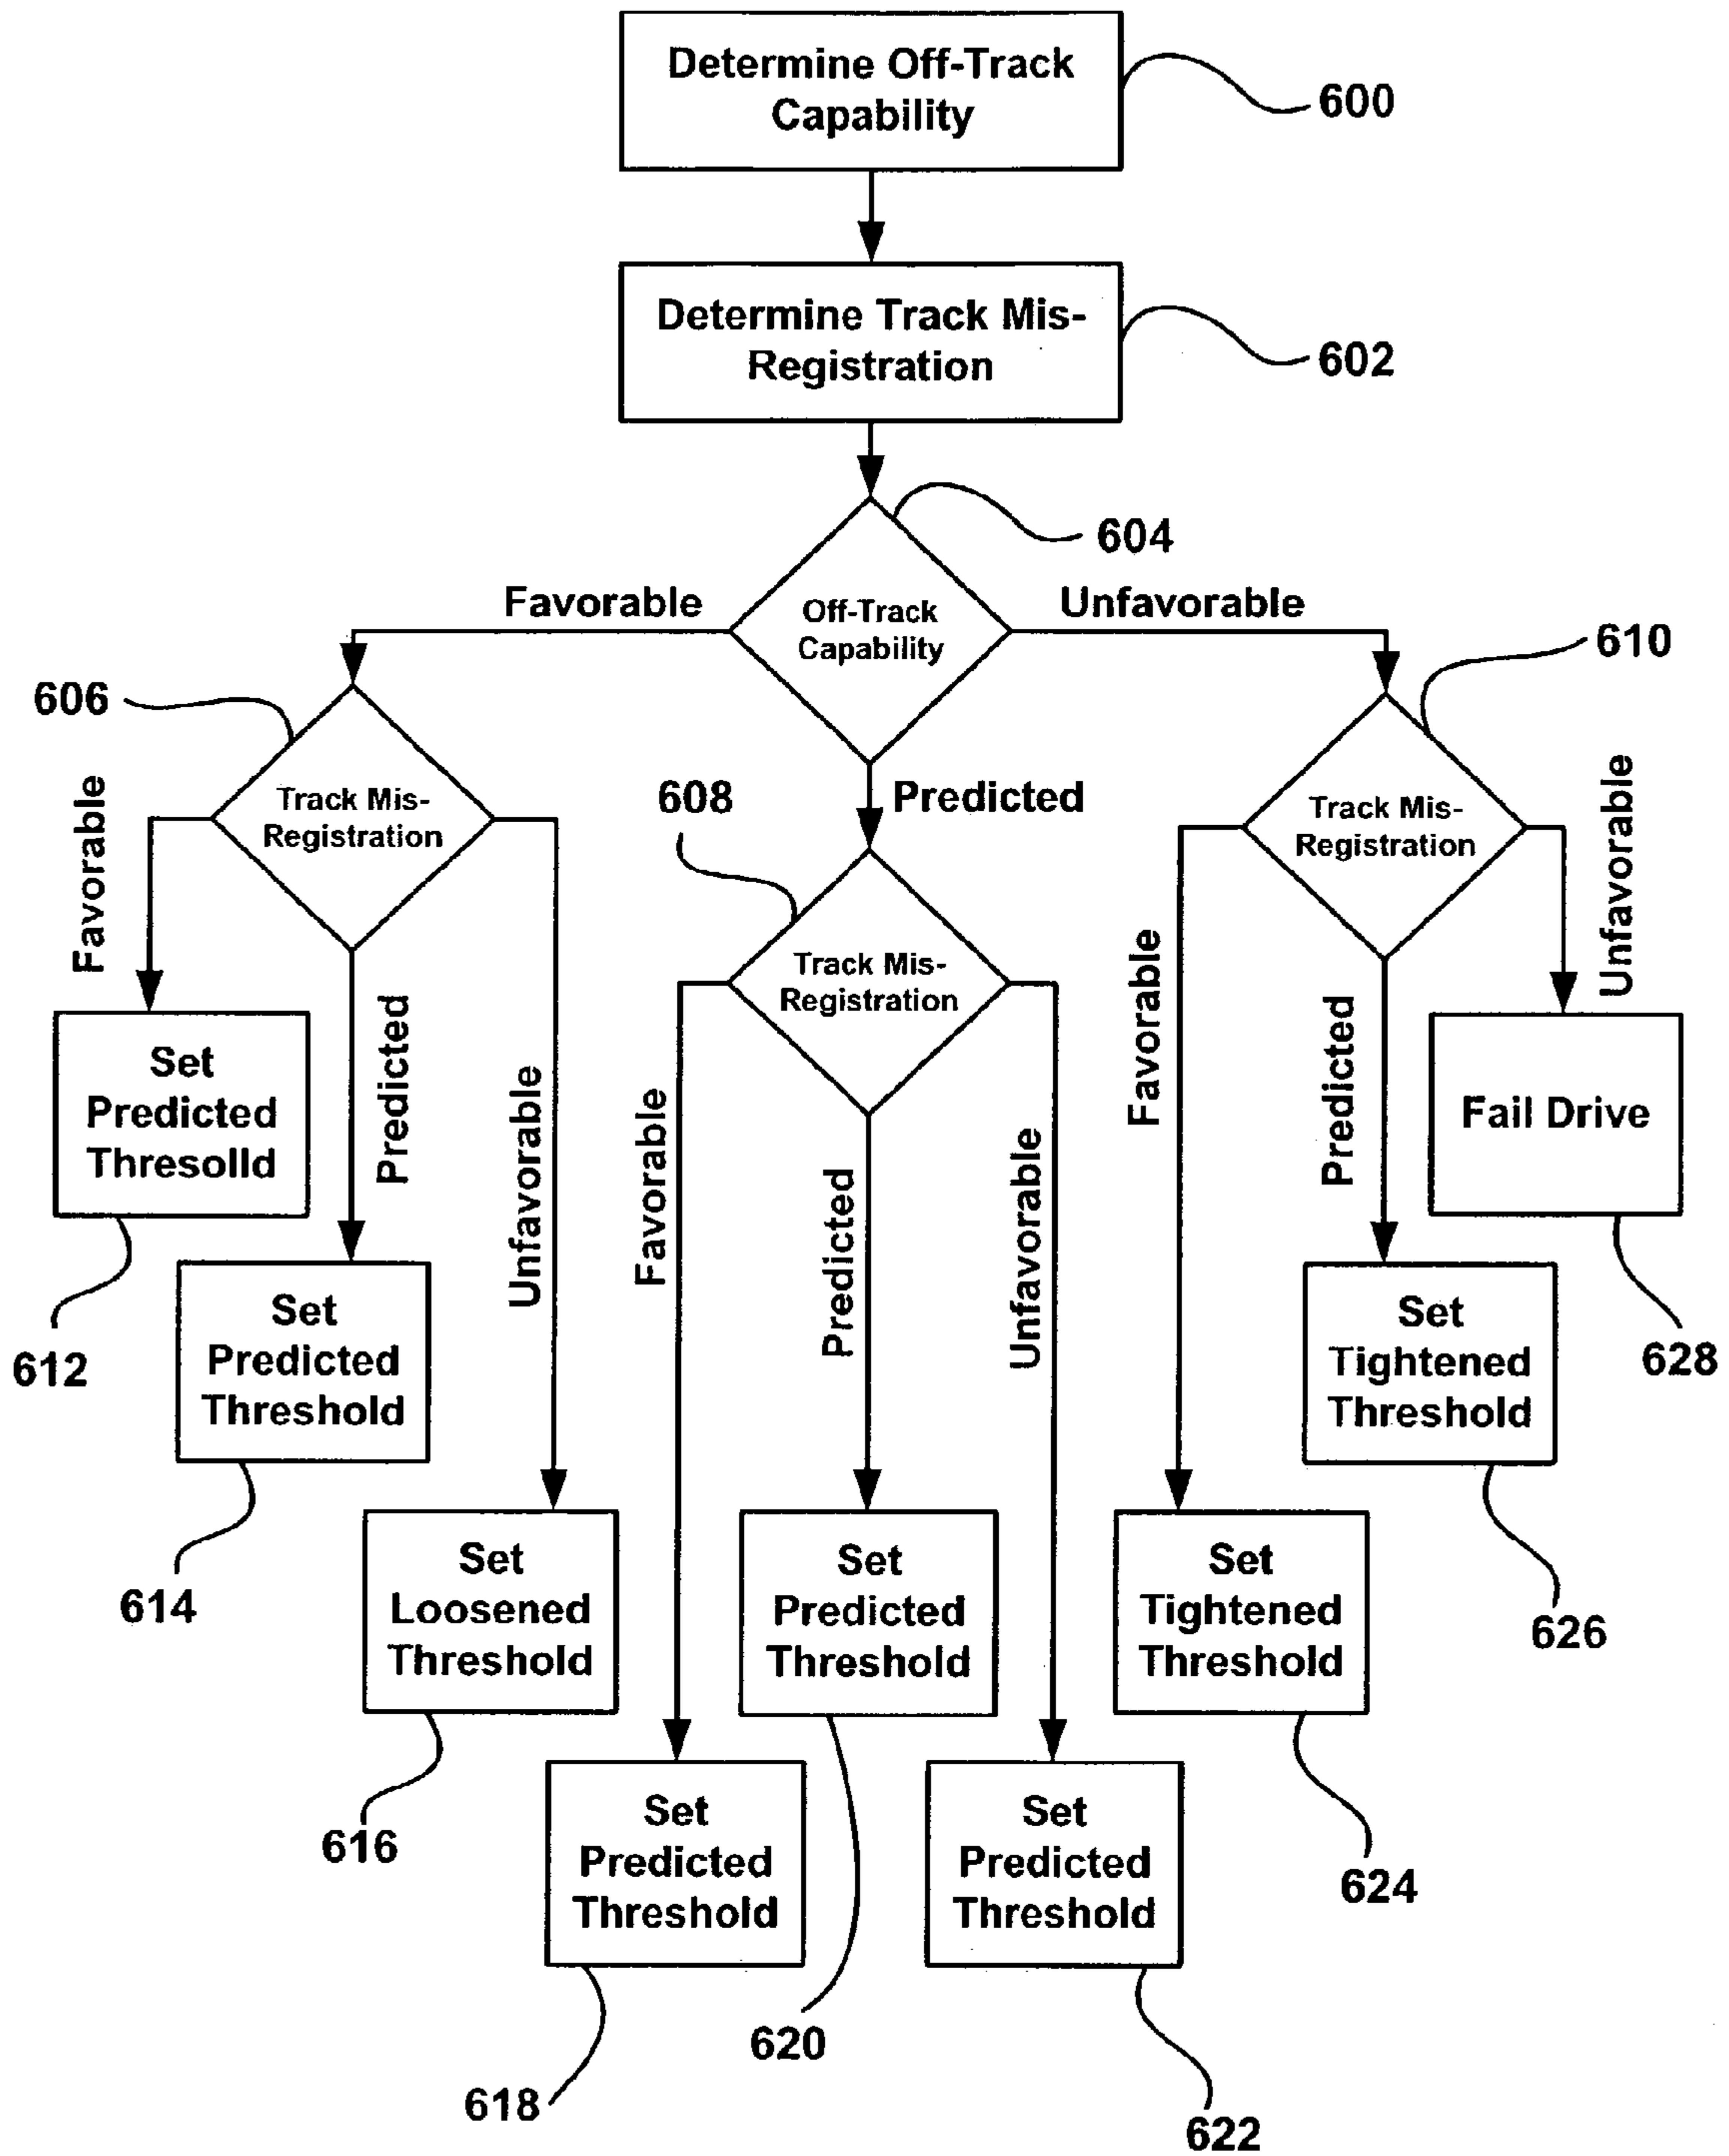 Determine Off-Track
Capability
600
Determine Track Mis-
Registration
602
604
Off-Track
Capability
Favorable
Unfavorable
Predicted
606
Track Mis-
Registration
608
Track Mis-
Registration
610
Track Mis-
Registration
Favorable
Predicted
Unfavorable
Favorable
Predicted
Unfavorable
Favorable
Predicted
Unfavorable
Set
Predicted
Thresolld
612
Set
Predicted
Threshold
614
Set
Loosened
Threshold
616
Set
Predicted
Threshold
618
Set
Predicted
Threshold
620
Set
Predicted
Threshold
622
Set
Tightened
Threshold
624
Set
Tightened
Threshold
626
Fail Drive
628